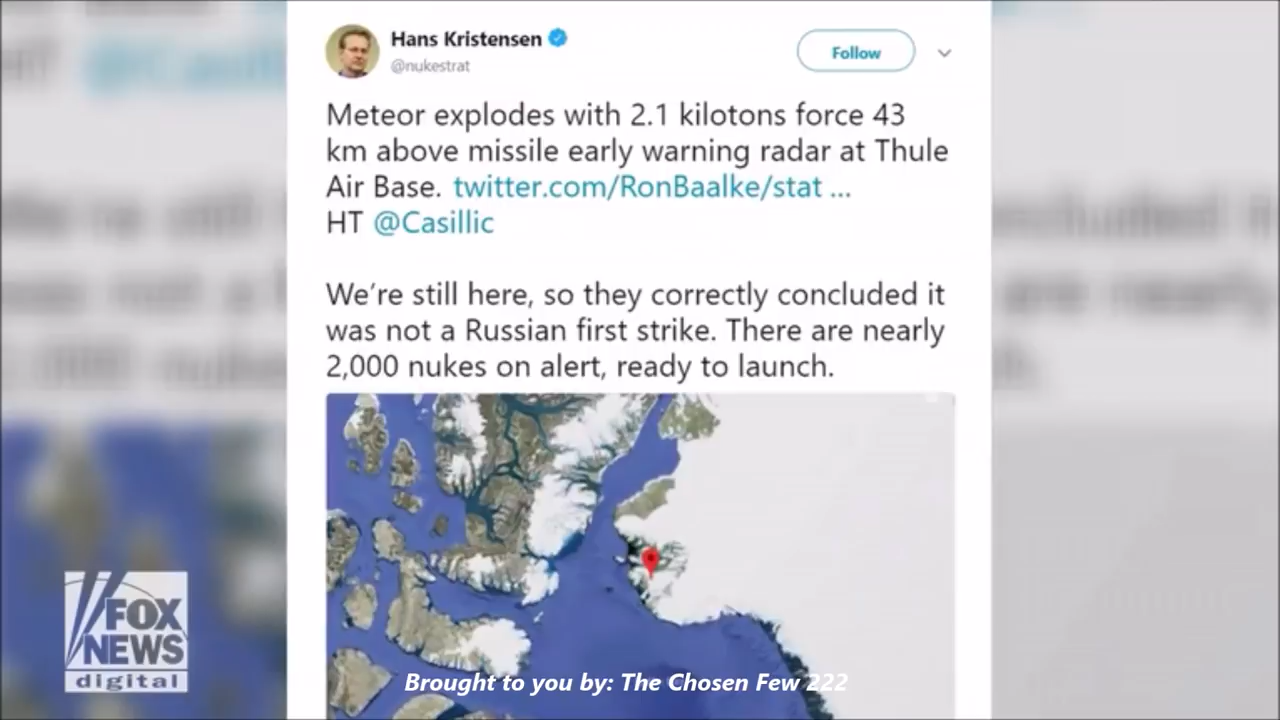 Hans Kristensen
@nukestrat
Follow
Meteor explodes with 2.1 kilotons force 43
km above missile early warning radar at Thule
Air Base. twitter.com/RonBaalke/stat ...
HT @Casillic
We're still here, so they correctly concluded it
was not a Russian first strike. There are nearly
2,000 nukes on alert, ready to launch.
FOX
NEWS
digital
Brought to you by: The Chosen Few 222